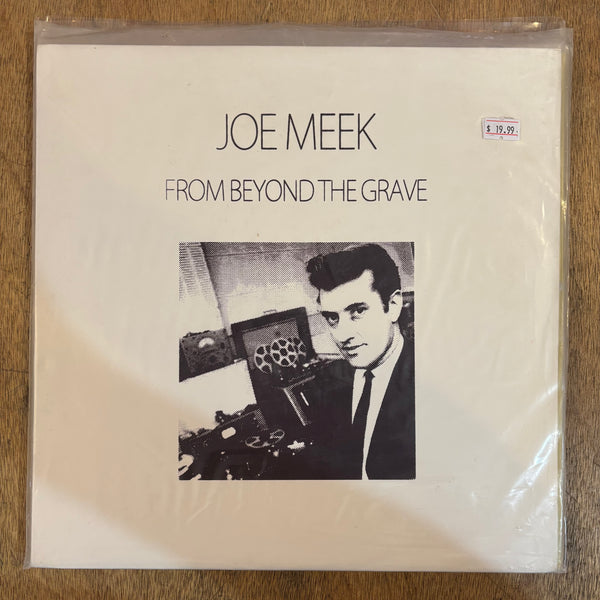 JOE MEEK
$ 19.99
FROM BEYOND THE GRAVE